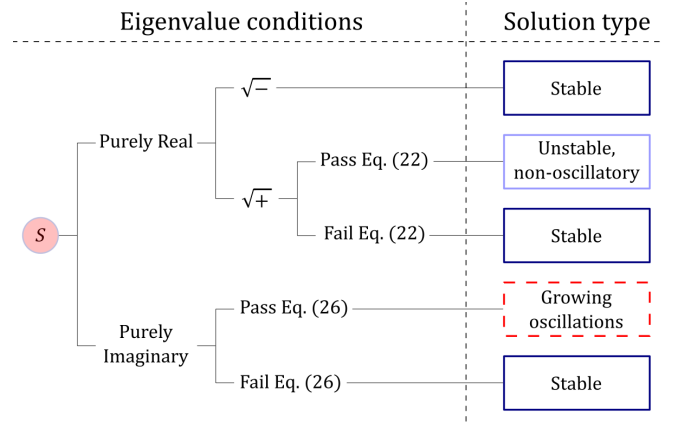 Eigenvalue conditions
Solution type
√−
Stable
Purely Real
Pass Eq. (22)
Unstable,
non-oscillatory
√+
Fail Eq. (22)
Stable
S
Pass Eq. (26)
Growing
oscillations
Purely
Imaginary
Fail Eq. (26)
Stable